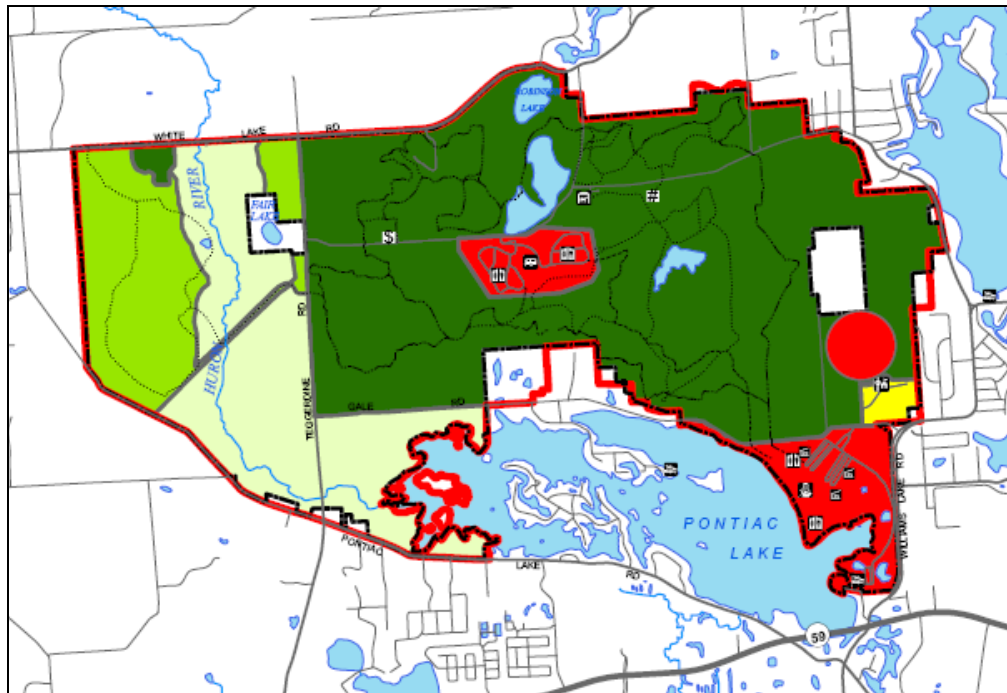 ROBINSON
LAKE
WHITE LAKE RD
RIVER
FAIR
LAKE
HURON
TEGGERDINE RD
GALE RD
PONTIAC
LAKE
WILLIAMS LAKE RD
PONTIAC LAKE RD
59